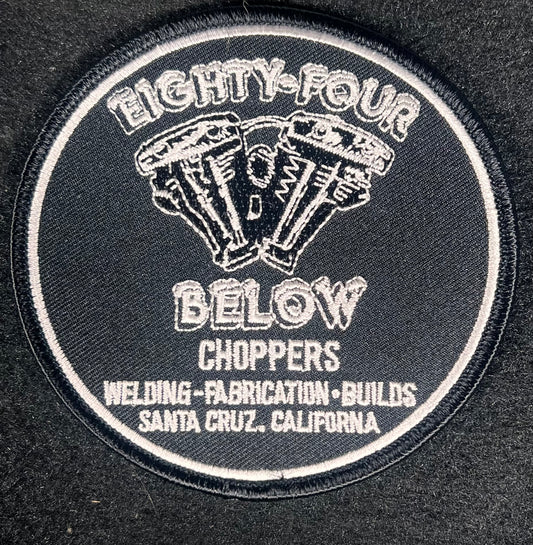 EIGHTY-FOUR
BELOW
CHOPPERS
WELDING-FABRICATION·BUILDS
SANTA CRUZ. CALIFORNA